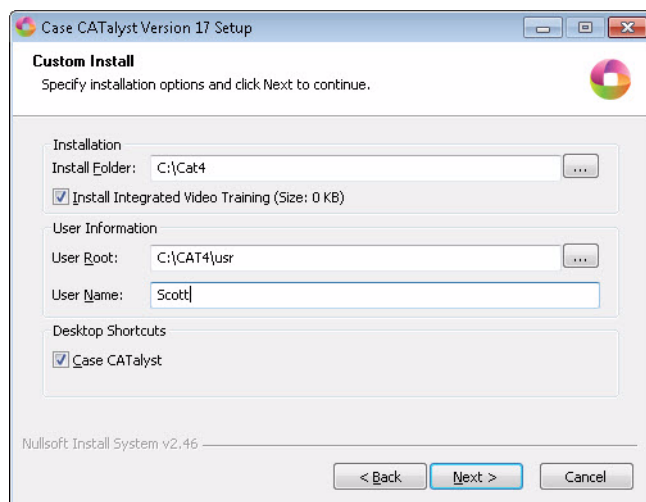 Case CATalyst Version 17 Setup
Custom Install
Specify installation options and click Next to continue.
Installation
Install Folder: C:\Cat4 ...
Install Integrated Video Training (Size: 0 KB)
User Information
User Root: C:\CAT4\usr ...
User Name: Scott
Desktop Shortcuts
Case CATalyst
Nullsoft Install System v2.46
< Back Next > Cancel